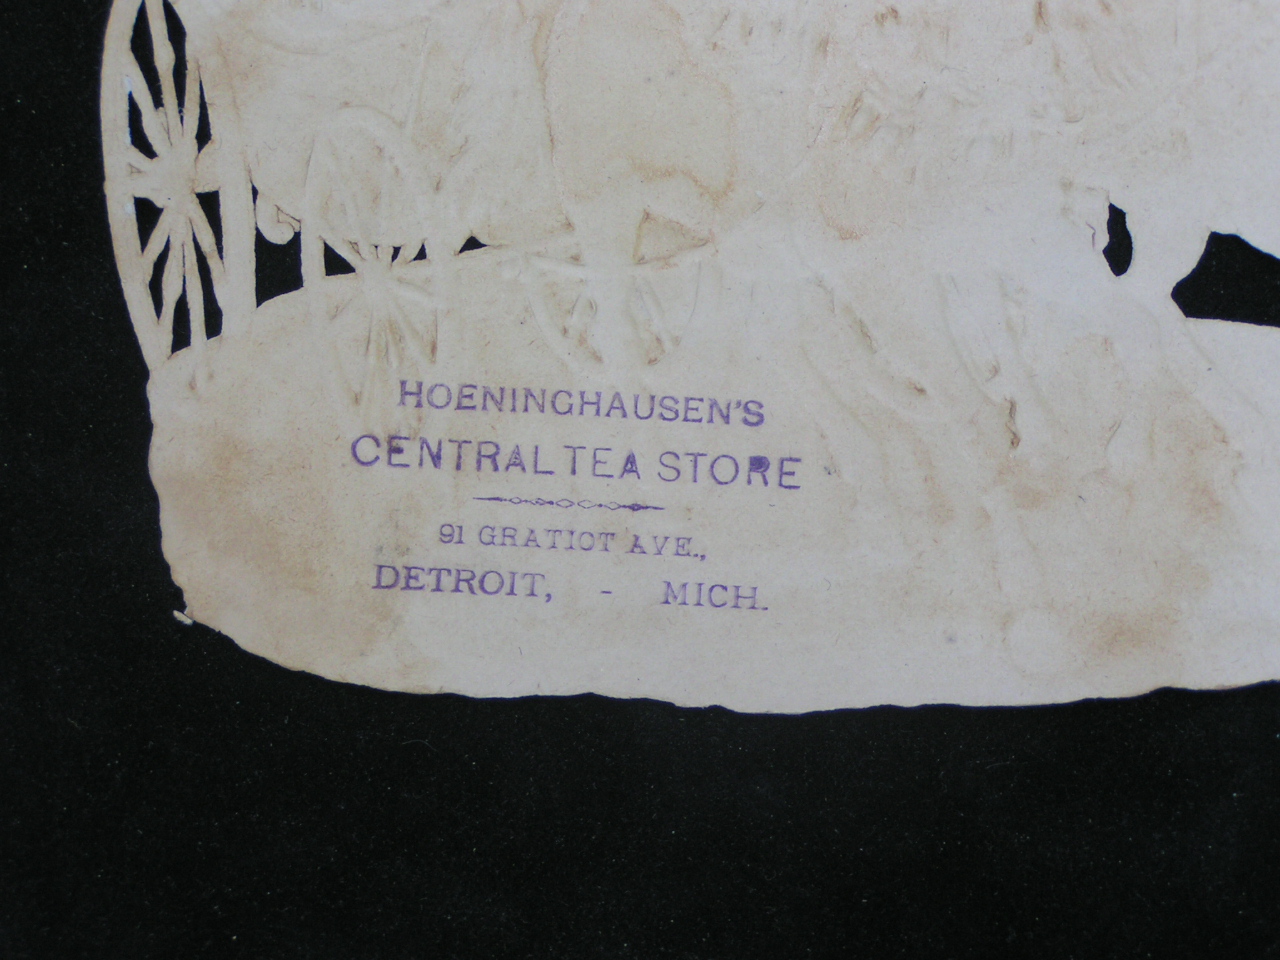 HOENINGHAUSEN'S
CENTRAL TEA STORE
91 GRATIOT AVE.,
DETROIT, - MICH.